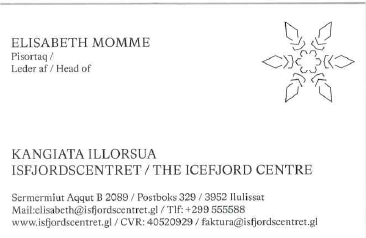 ELISABETH MOMME
Pisortaq /
Leder af / Head of
KANGIATA ILLORSUA
ISFJORDSCENTRET / THE ICEFJORD CENTRE
Sermermiut Aqqut B 2089 / Postboks 329 / 3952 Ilulissat
Mail:elisabeth@isfjordscentret.gl / Tlf: +299 555588
www.isfjordscentret.gl / CVR: 40520929 / faktura@isfjordscentret.gl